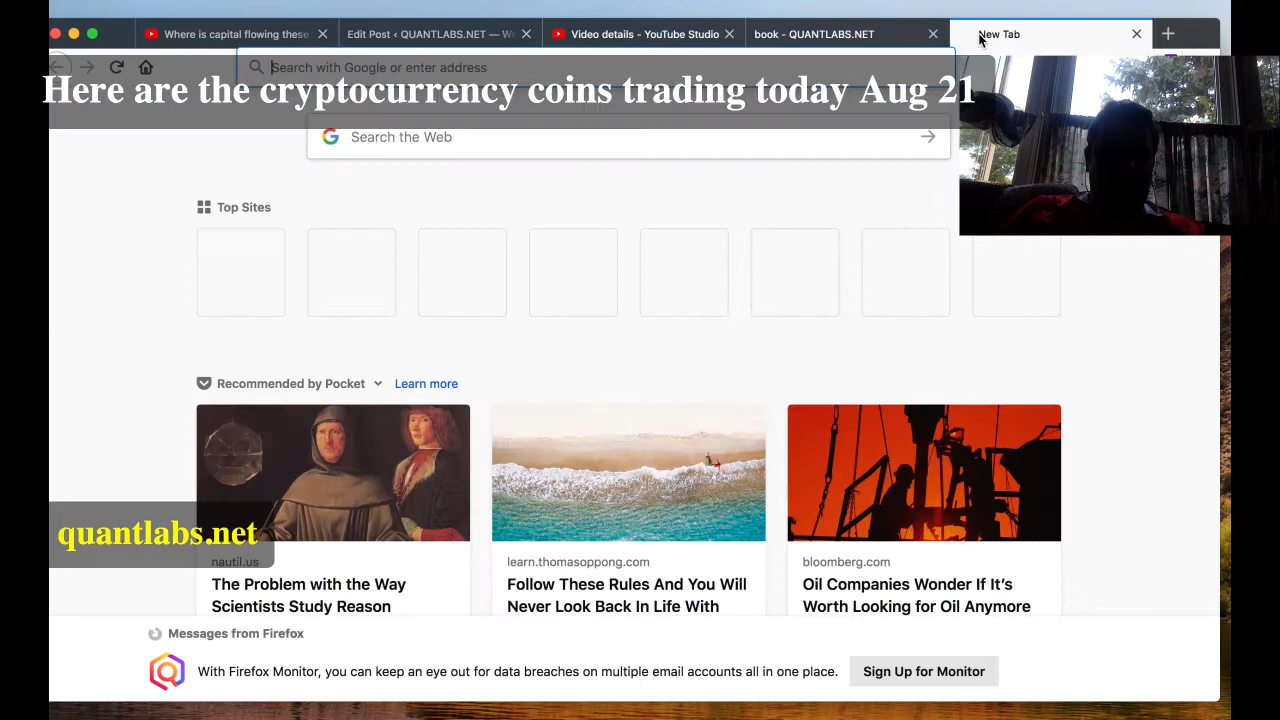 Where is capital flowing these
Edit Post ‹ QUANTLABS.NET — W
Video details - YouTube Studio
book - QUANTLABS.NET
New Tab
Search with Google or enter address
Here are the cryptocurrency coins trading today Aug 21
Search the Web
Top Sites
Recommended by Pocket
Learn more
quantlabs.net
nautil.us
The Problem with the Way
Scientists Study Reason
learn.thomasoppong.com
Follow These Rules And You Will
Never Look Back In Life With
bloomberg.com
Oil Companies Wonder If It’s
Worth Looking for Oil Anymore
Messages from Firefox
With Firefox Monitor, you can keep an eye out for data breaches on multiple email accounts all in one place.
Sign Up for Monitor